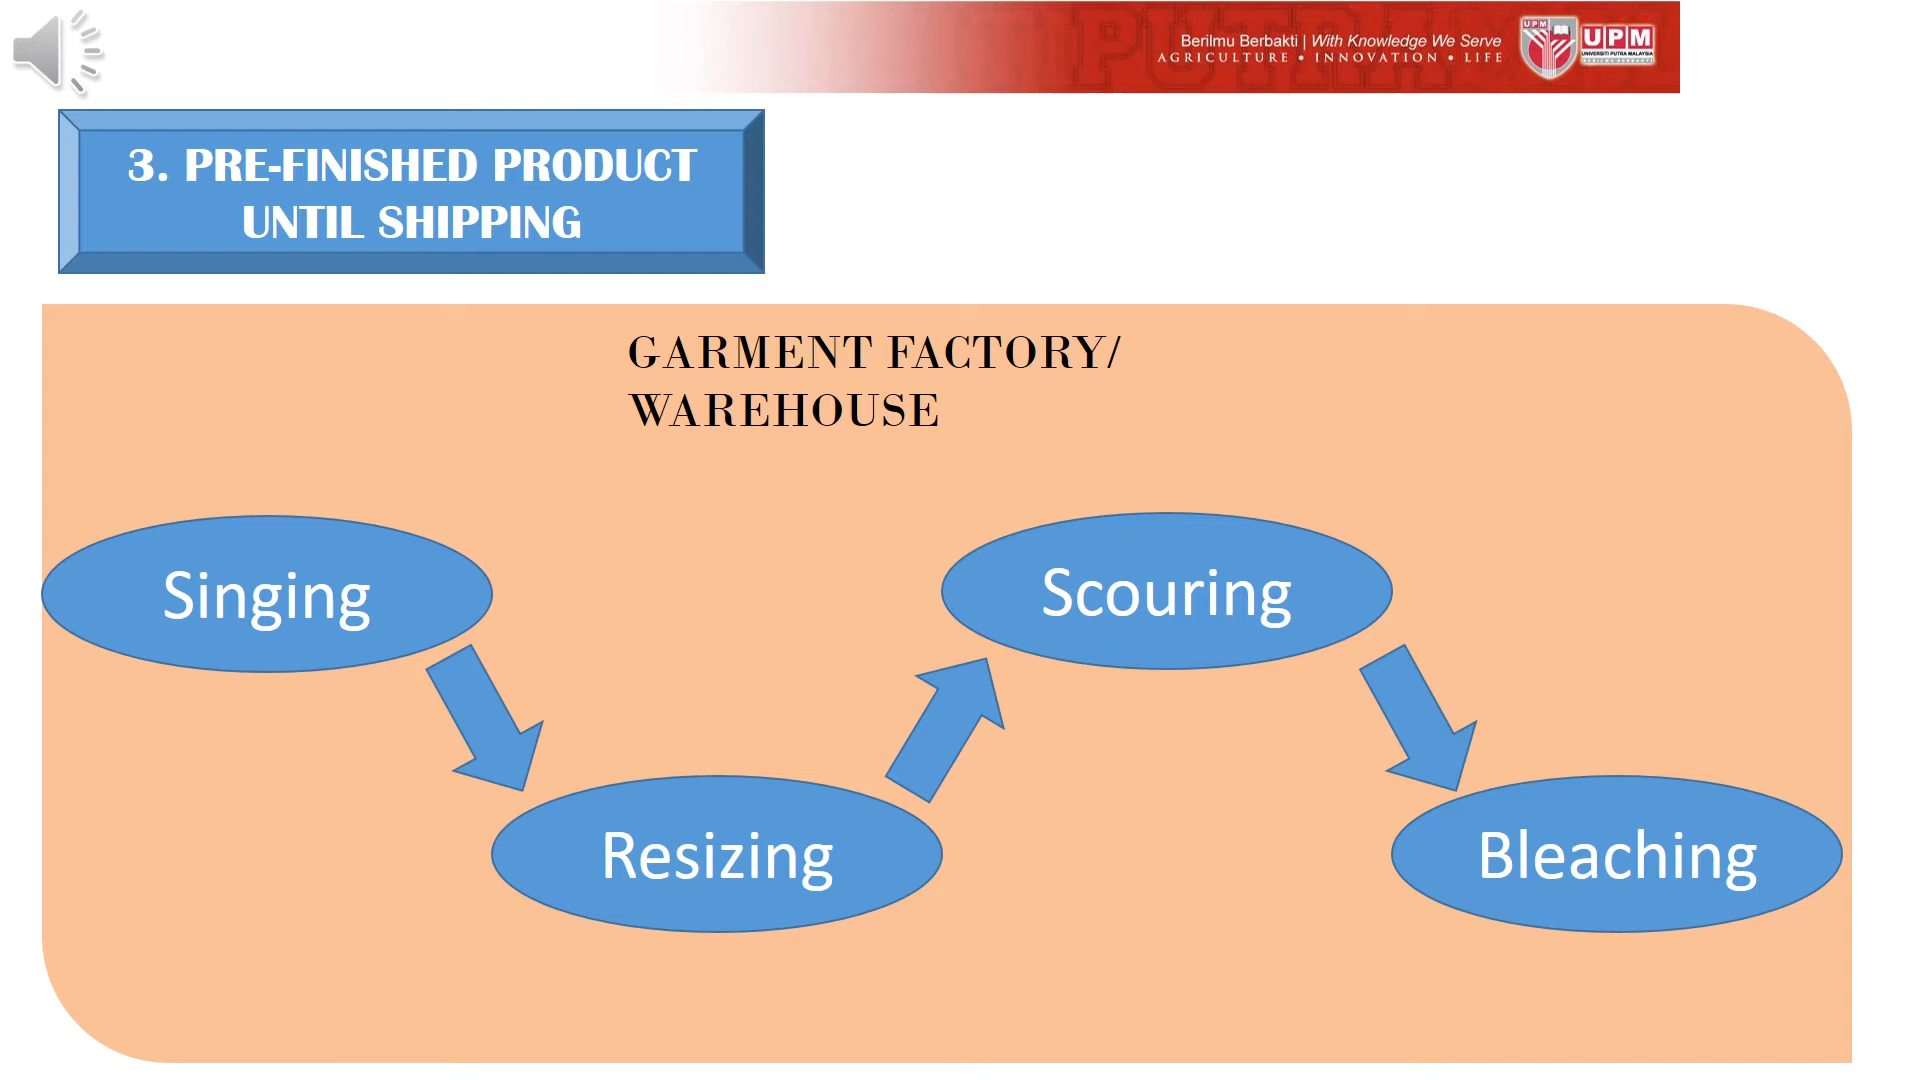 Berilmu Berbakti | With Knowledge We Serve
AGRICULTURE • INNOVATION • LIFE
UPM
UPM
UNIVERSITI PUTRA MALAYSIA
3. PRE-FINISHED PRODUCT
UNTIL SHIPPING
GARMENT FACTORY/
WAREHOUSE
Singing
Scouring
Resizing
Bleaching